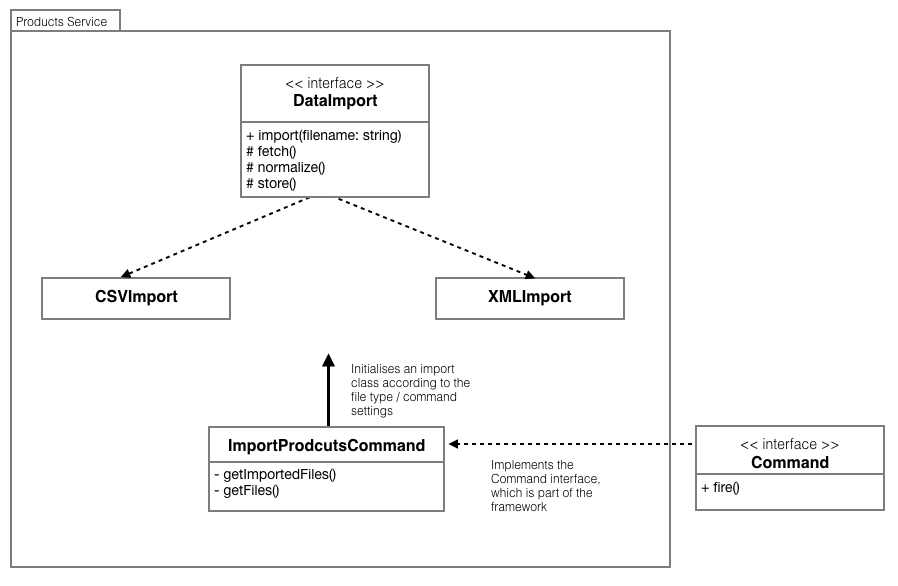 Products Service
<< interface >>
DataImport
+ import(filename: string)
# fetch()
# normalize()
# store()
CSVImport
XMLImport
Initialises an import
class according to the
file type / command
settings
ImportProdcutsCommand
- getImportedFiles()
- getFiles()
Implements the
Command interface,
which is part of the
framework
<< interface >>
Command
+ fire()